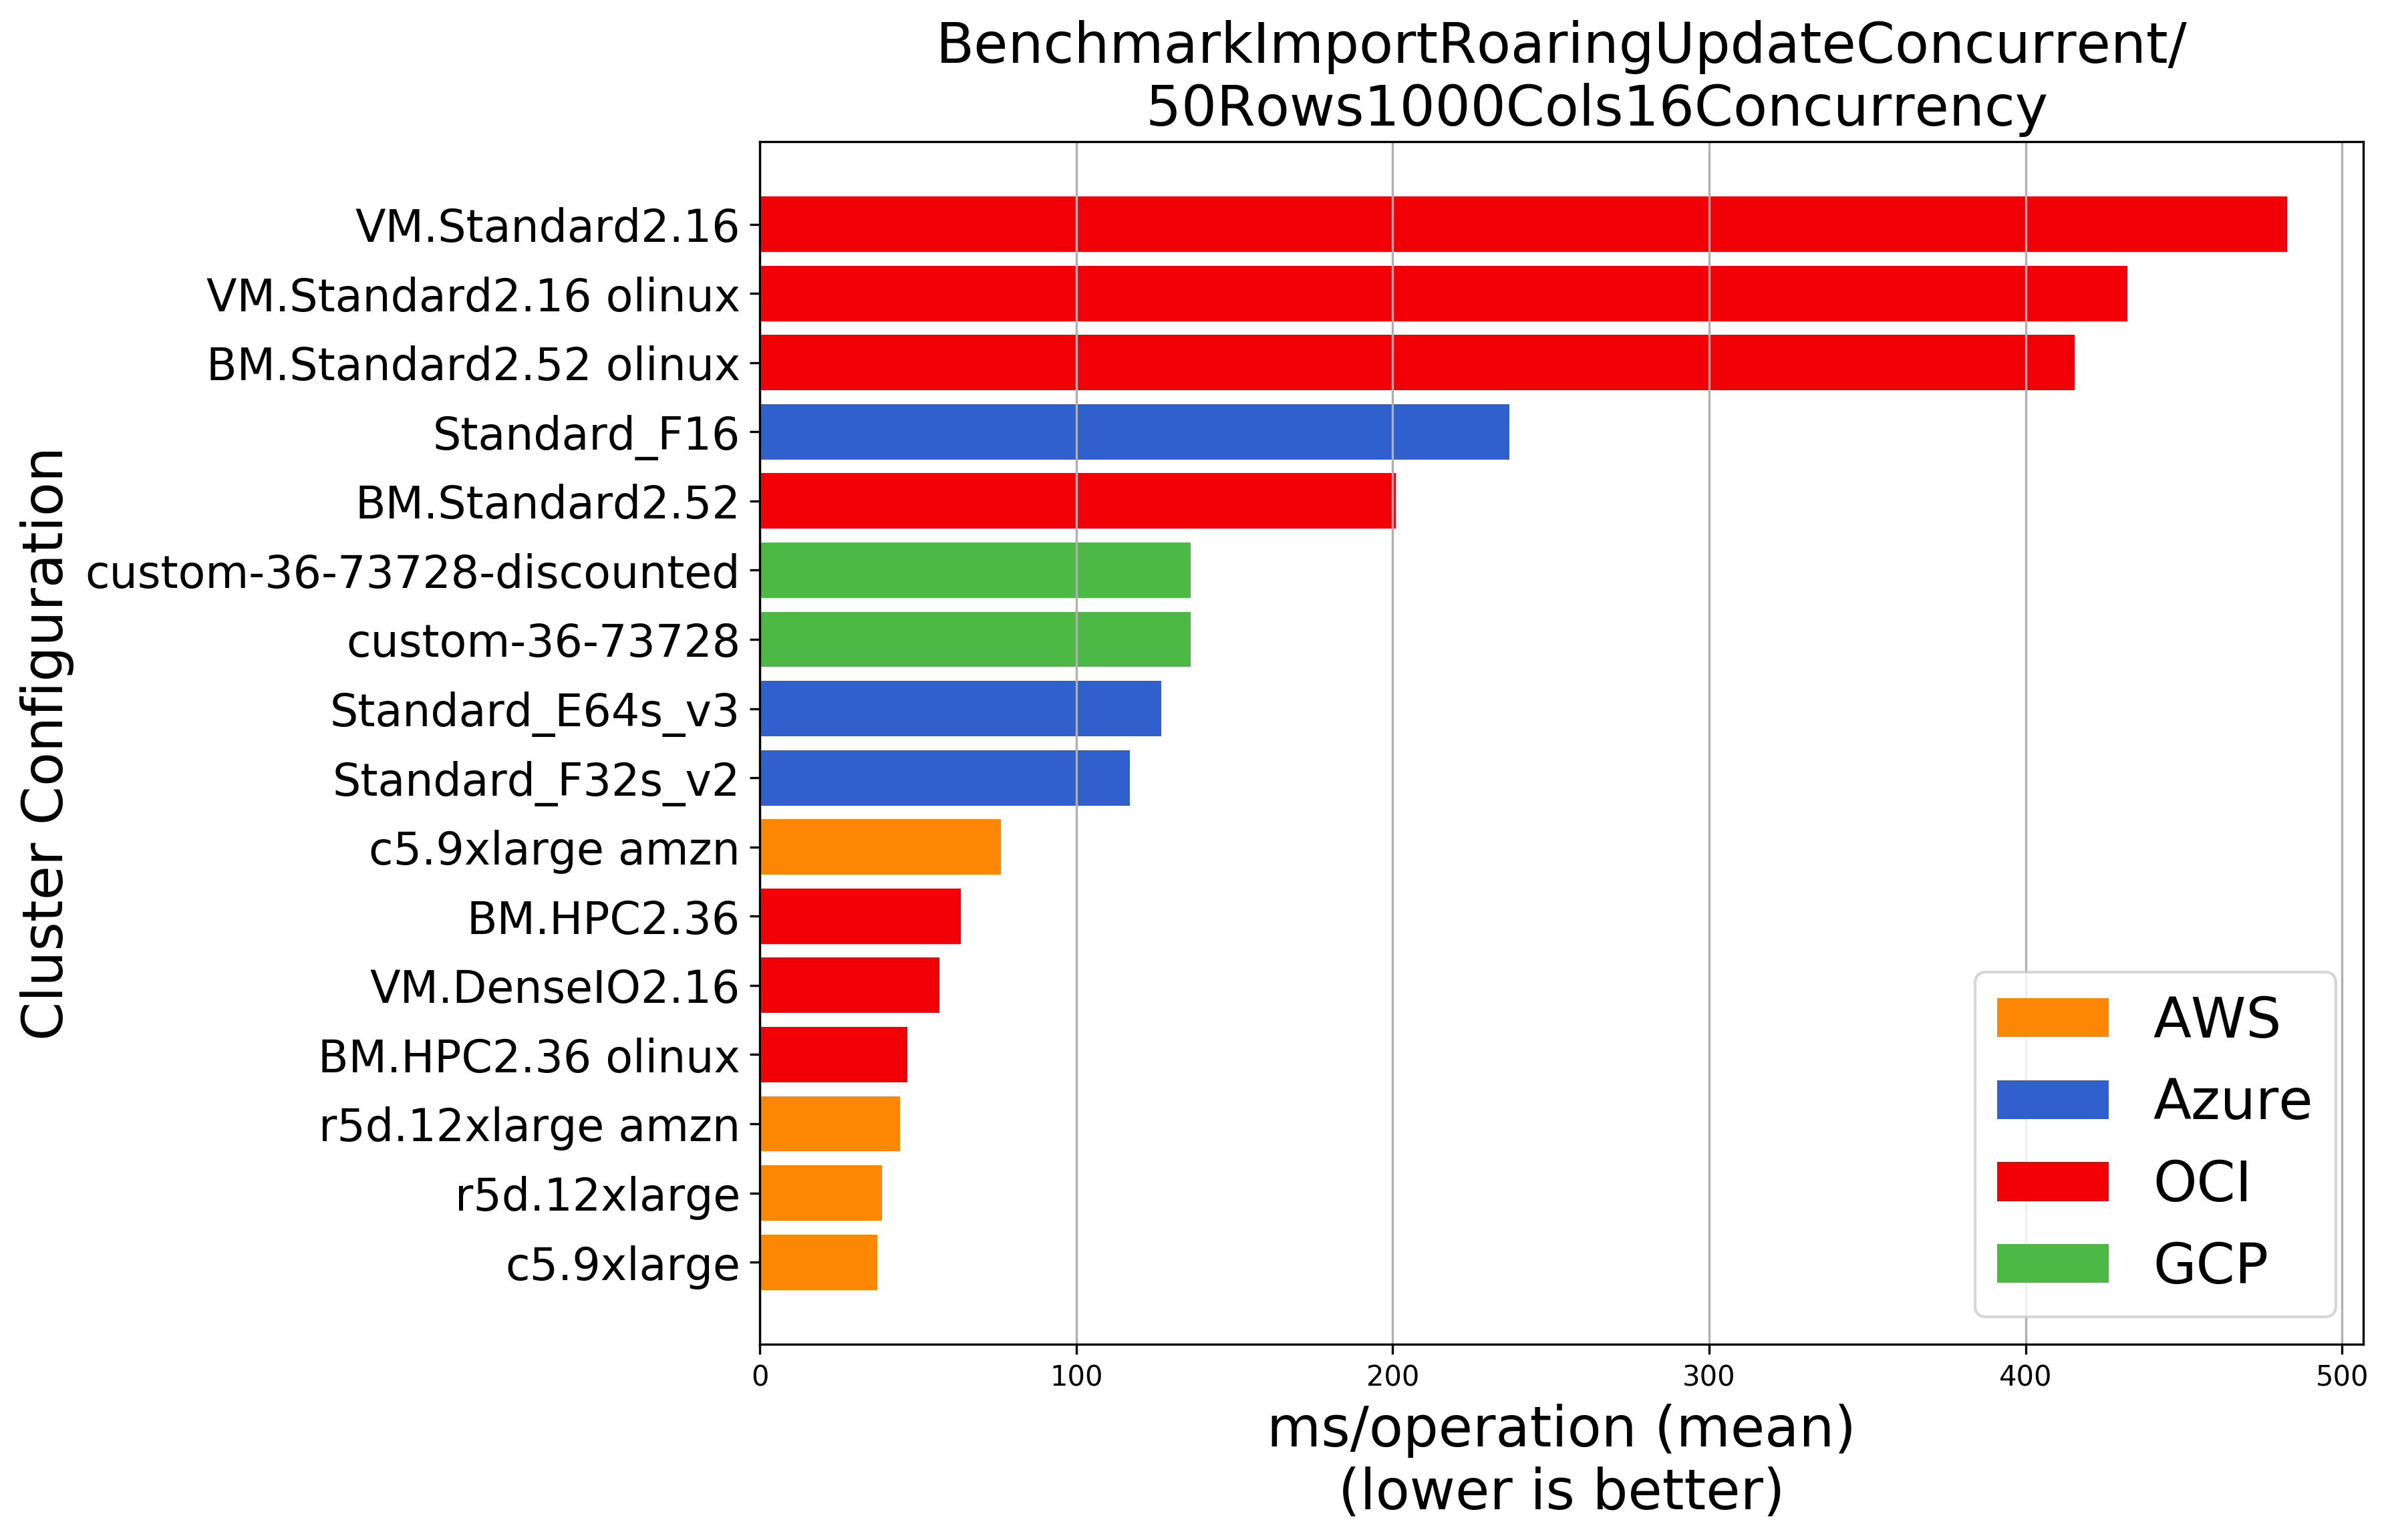 BenchmarkImportRoaringUpdateConcurrent/
50Rows1000Cols16Concurrency
Cluster Configuration
VM.Standard2.16
VM.Standard2.16 olinux
BM.Standard2.52 olinux
Standard_F16
BM.Standard2.52
custom-36-73728-discounted
custom-36-73728
Standard_E64s_v3
Standard_F32s_v2
c5.9xlarge amzn
BM.HPC2.36
VM.DenseIO2.16
BM.HPC2.36 olinux
r5d.12xlarge amzn
r5d.12xlarge
c5.9xlarge
AWS
Azure
OCI
GCP
0 100 200 300 400 500
ms/operation (mean)
(lower is better)